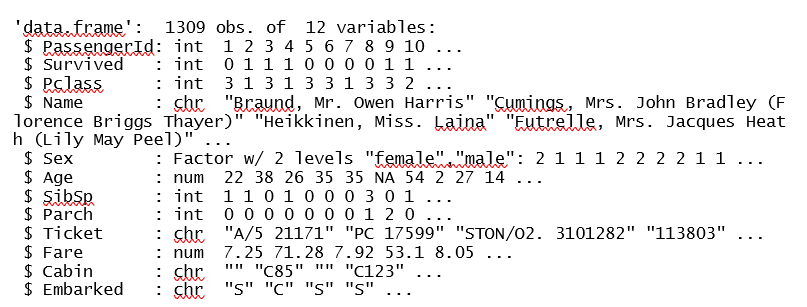 'data.frame':  1309 obs. of  12 variables:
 $ PassengerId: int  1 2 3 4 5 6 7 8 9 10 ...
 $ Survived   : int  0 1 1 1 0 0 0 0 1 1 ...
 $ Pclass     : int  3 1 3 1 3 3 1 3 3 2 ...
 $ Name       : chr  "Braund, Mr. Owen Harris" "Cumings, Mrs. John Bradley (F
lorence Briggs Thayer)" "Heikkinen, Miss. Laina" "Futrelle, Mrs. Jacques Heat
h (Lily May Peel)" ...
 $ Sex        : Factor w/ 2 levels "female","male": 2 1 1 1 2 2 2 2 1 1 ...
 $ Age        : num  22 38 26 35 35 NA 54 2 27 14 ...
 $ SibSp      : int  1 1 0 1 0 0 0 3 0 1 ...
 $ Parch      : int  0 0 0 0 0 0 0 1 2 0 ...
 $ Ticket     : chr  "A/5 21171" "PC 17599" "STON/O2. 3101282" "113803" ...
 $ Fare       : num  7.25 71.28 7.92 53.1 8.05 ...
 $ Cabin      : chr  "" "C85" "" "C123" ...
 $ Embarked   : chr  "S" "C" "S" "S" ...